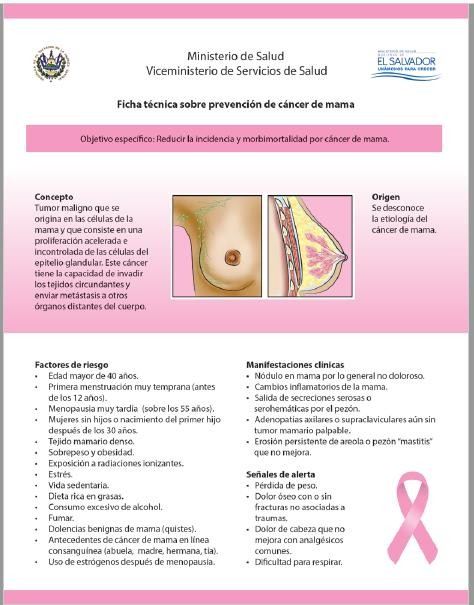 Ministerio de Salud
Viceministerio de Servicios de Salud
MINISTERIO DE SALUD
EL SALVADOR
UNÁMONOS PARA CRECER
Ficha técnica sobre prevención de cáncer de mama
Objetivo específico: Reducir la incidencia y morbimortalidad por cáncer de mama.
Concepto
Tumor maligno que se
origina en las células de la
mama y que consiste en una
proliferación acelerada e
incontrolada de las células del
epitelio glandular. Este cáncer
tiene la capacidad de invadir
los tejidos circundantes y
enviar metástasis a otros
órganos distantes del cuerpo.
Origen
Se desconoce
la etiología del
cáncer de mama.
Factores de riesgo
• Edad mayor de 40 años.
• Primera menstruación muy temprana (antes
de los 12 años).
• Menopausia muy tardía (sobre los 55 años).
• Mujeres sin hijos o nacimiento del primer hijo
después de los 30 años.
• Tejido mamario denso.
• Sobrepeso y obesidad.
• Exposición a radiaciones ionizantes.
• Estrés.
• Vida sedentaria.
• Dieta rica en grasas.
• Consumo excesivo de alcohol.
• Fumar.
• Dolencias benignas de mama (quistes).
• Antecedentes de cáncer de mama en línea
consanguínea (abuela, madre, hermana, tía).
• Uso de estrógenos después de menopausia.
Manifestaciones clínicas
• Nódulo en mama por lo general no doloroso.
• Cambios inflamatorios de la mama.
• Salida de secreciones serosas o
serohemáticas por el pezón.
• Adenopatías axilares o supraclaviculares aún sin
tumor mamario palpable.
• Erosión persistente de areola o pezón "mastitis"
que no mejora.
Señales de alerta
• Pérdida de peso.
• Dolor óseo con o sin
fracturas no asociadas a
traumas.
• Dolor de cabeza que no
mejora con analgésicos
comunes.
• Dificultad para respirar.